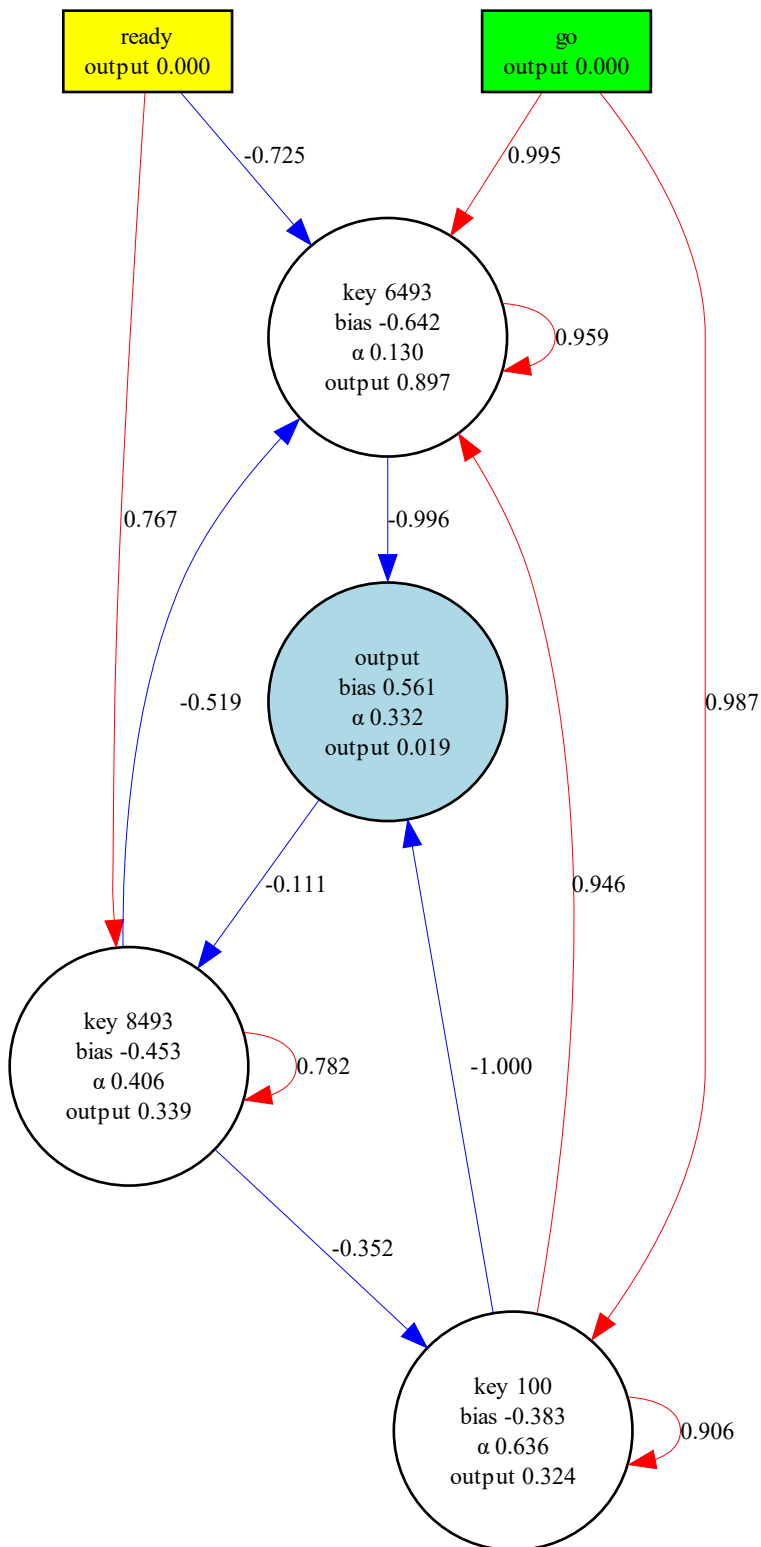 ready
output 0.000
go
output 0.000
-0.725
0.995
key 6493
bias -0.642
α 0.130
output 0.897
0.959
0.767
-0.996
-0.519
output
bias 0.561
α 0.332
output 0.019
0.987
-0.111
0.946
key 8493
bias -0.453
α 0.406
output 0.339
0.782
-1.000
-0.352
key 100
bias -0.383
α 0.636
output 0.324
0.906